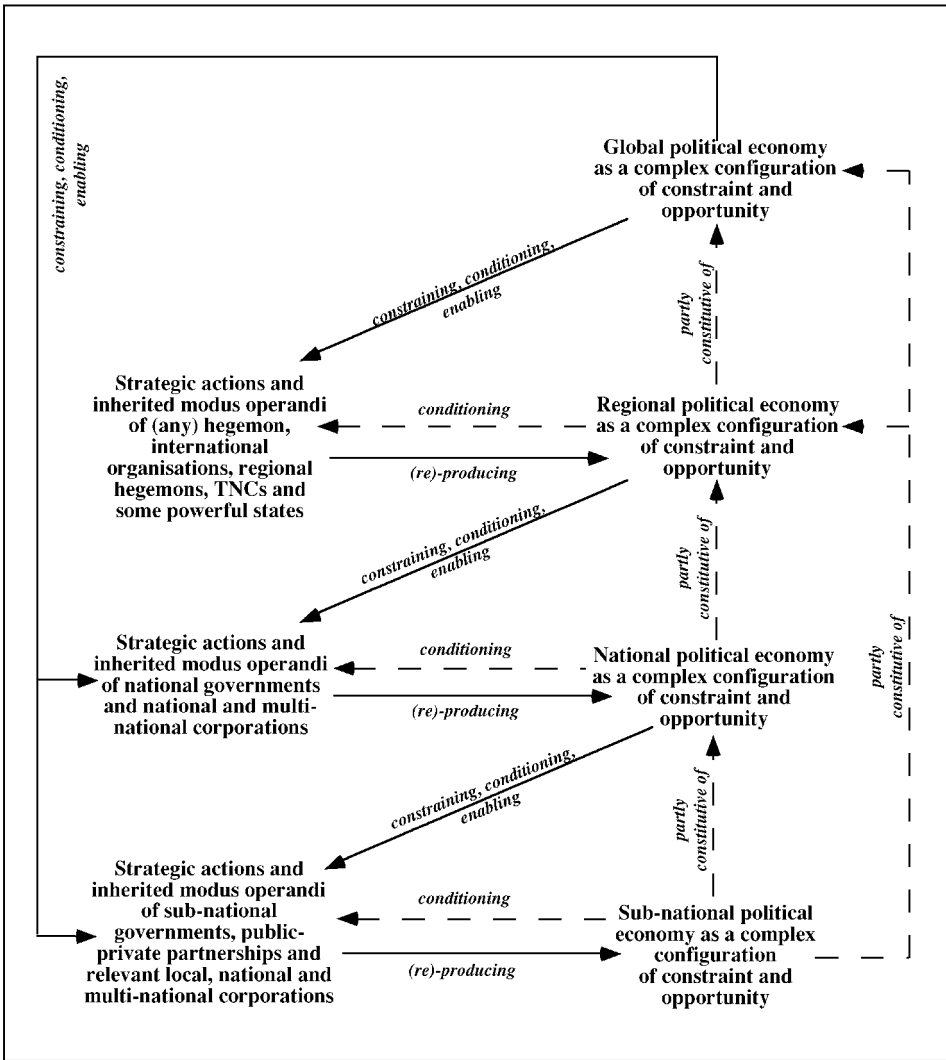 constraining, conditioning,
enabling
Global political economy
as a complex configuration
of constraint and
opportunity
constraining, conditioning,
enabling
partly
constitutive of
Strategic actions and
inherited modus operandi
of (any) hegemon,
international
organisations, regional
hegemons, TNCs and
some powerful states
conditioning
(re)-producing
Regional political economy
as a complex configuration
of constraint and
opportunity
constraining, conditioning,
enabling
partly
constitutive of
partly
constitutive of
Strategic actions and
inherited modus operandi
of national governments
and national and multi-
national corporations
conditioning
(re)-producing
National political economy
as a complex configuration
of constraint and
opportunity
constraining, conditioning,
enabling
partly
constitutive of
Strategic actions and
inherited modus operandi
of sub-national
governments, public-
private partnerships and
relevant local, national and
multi-national corporations
conditioning
(re)-producing
Sub-national political
economy as a complex
configuration
of constraint and
opportunity